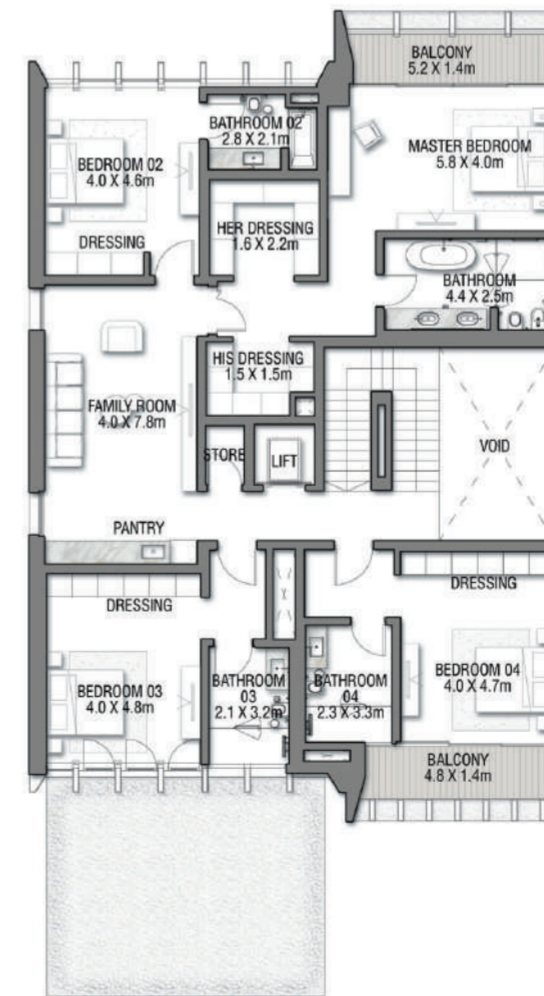 BALCONY
5.2 X 1.4m
BATHROOM 02
2.8 X 2.1m
MASTER BEDROOM
5.8 X 4.0m
BEDROOM 02
4.0 X 4.6m
HER DRESSING
1.6 X 2.2m
DRESSING
BATHROOM
4.4 X 2.5m
HIS DRESSING
1.5 X 1.5m
FAMILY ROOM
4.0 X 7.8m
STORE
LIFT
VOID
PANTRY
DRESSING
DRESSING
BEDROOM 03
4.0 X 4.8m
BATHROOM
03
2.1 X 3.2m
BATHROOM
04
2.3 X 3.3m
BEDROOM 04
4.0 X 4.7m
BALCONY
4.8 X 1.4m